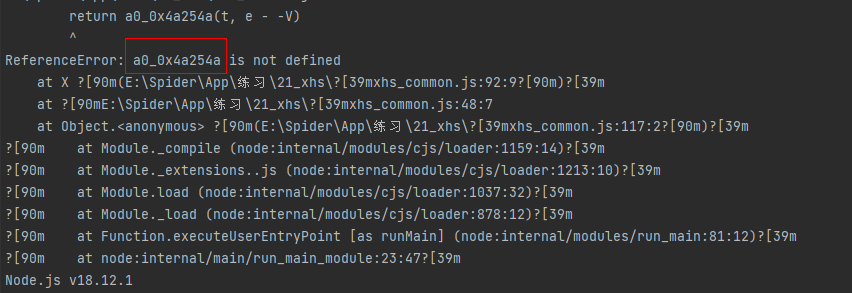 return a0_0x4a254a(t, e - -V)
^
ReferenceError: a0_0x4a254a is not defined
at X ?[90m(E:\Spider\App\练习\21_xhs\?[39mxhs_common.js:92:9?[90m)?[39m
at ?[90mE:\Spider\App\练习\21_xhs\?[39mxhs_common.js:48:7
at Object.<anonymous> ?[90m(E:\Spider\App\练习\21_xhs\?[39mxhs_common.js:117:2?[90m)?[39m
?[90m    at Module._compile (node:internal/modules/cjs/loader:1159:14)?[39m
?[90m    at Module._extensions..js (node:internal/modules/cjs/loader:1213:10)?[39m
?[90m    at Module.load (node:internal/modules/cjs/loader:1037:32)?[39m
?[90m    at Module._load (node:internal/modules/cjs/loader:878:12)?[39m
?[90m    at Function.executeUserEntryPoint [as runMain] (node:internal/modules/run_main:81:12)?[39m
?[90m    at node:internal/main/run_main_module:23:47?[39m
Node.js v18.12.1